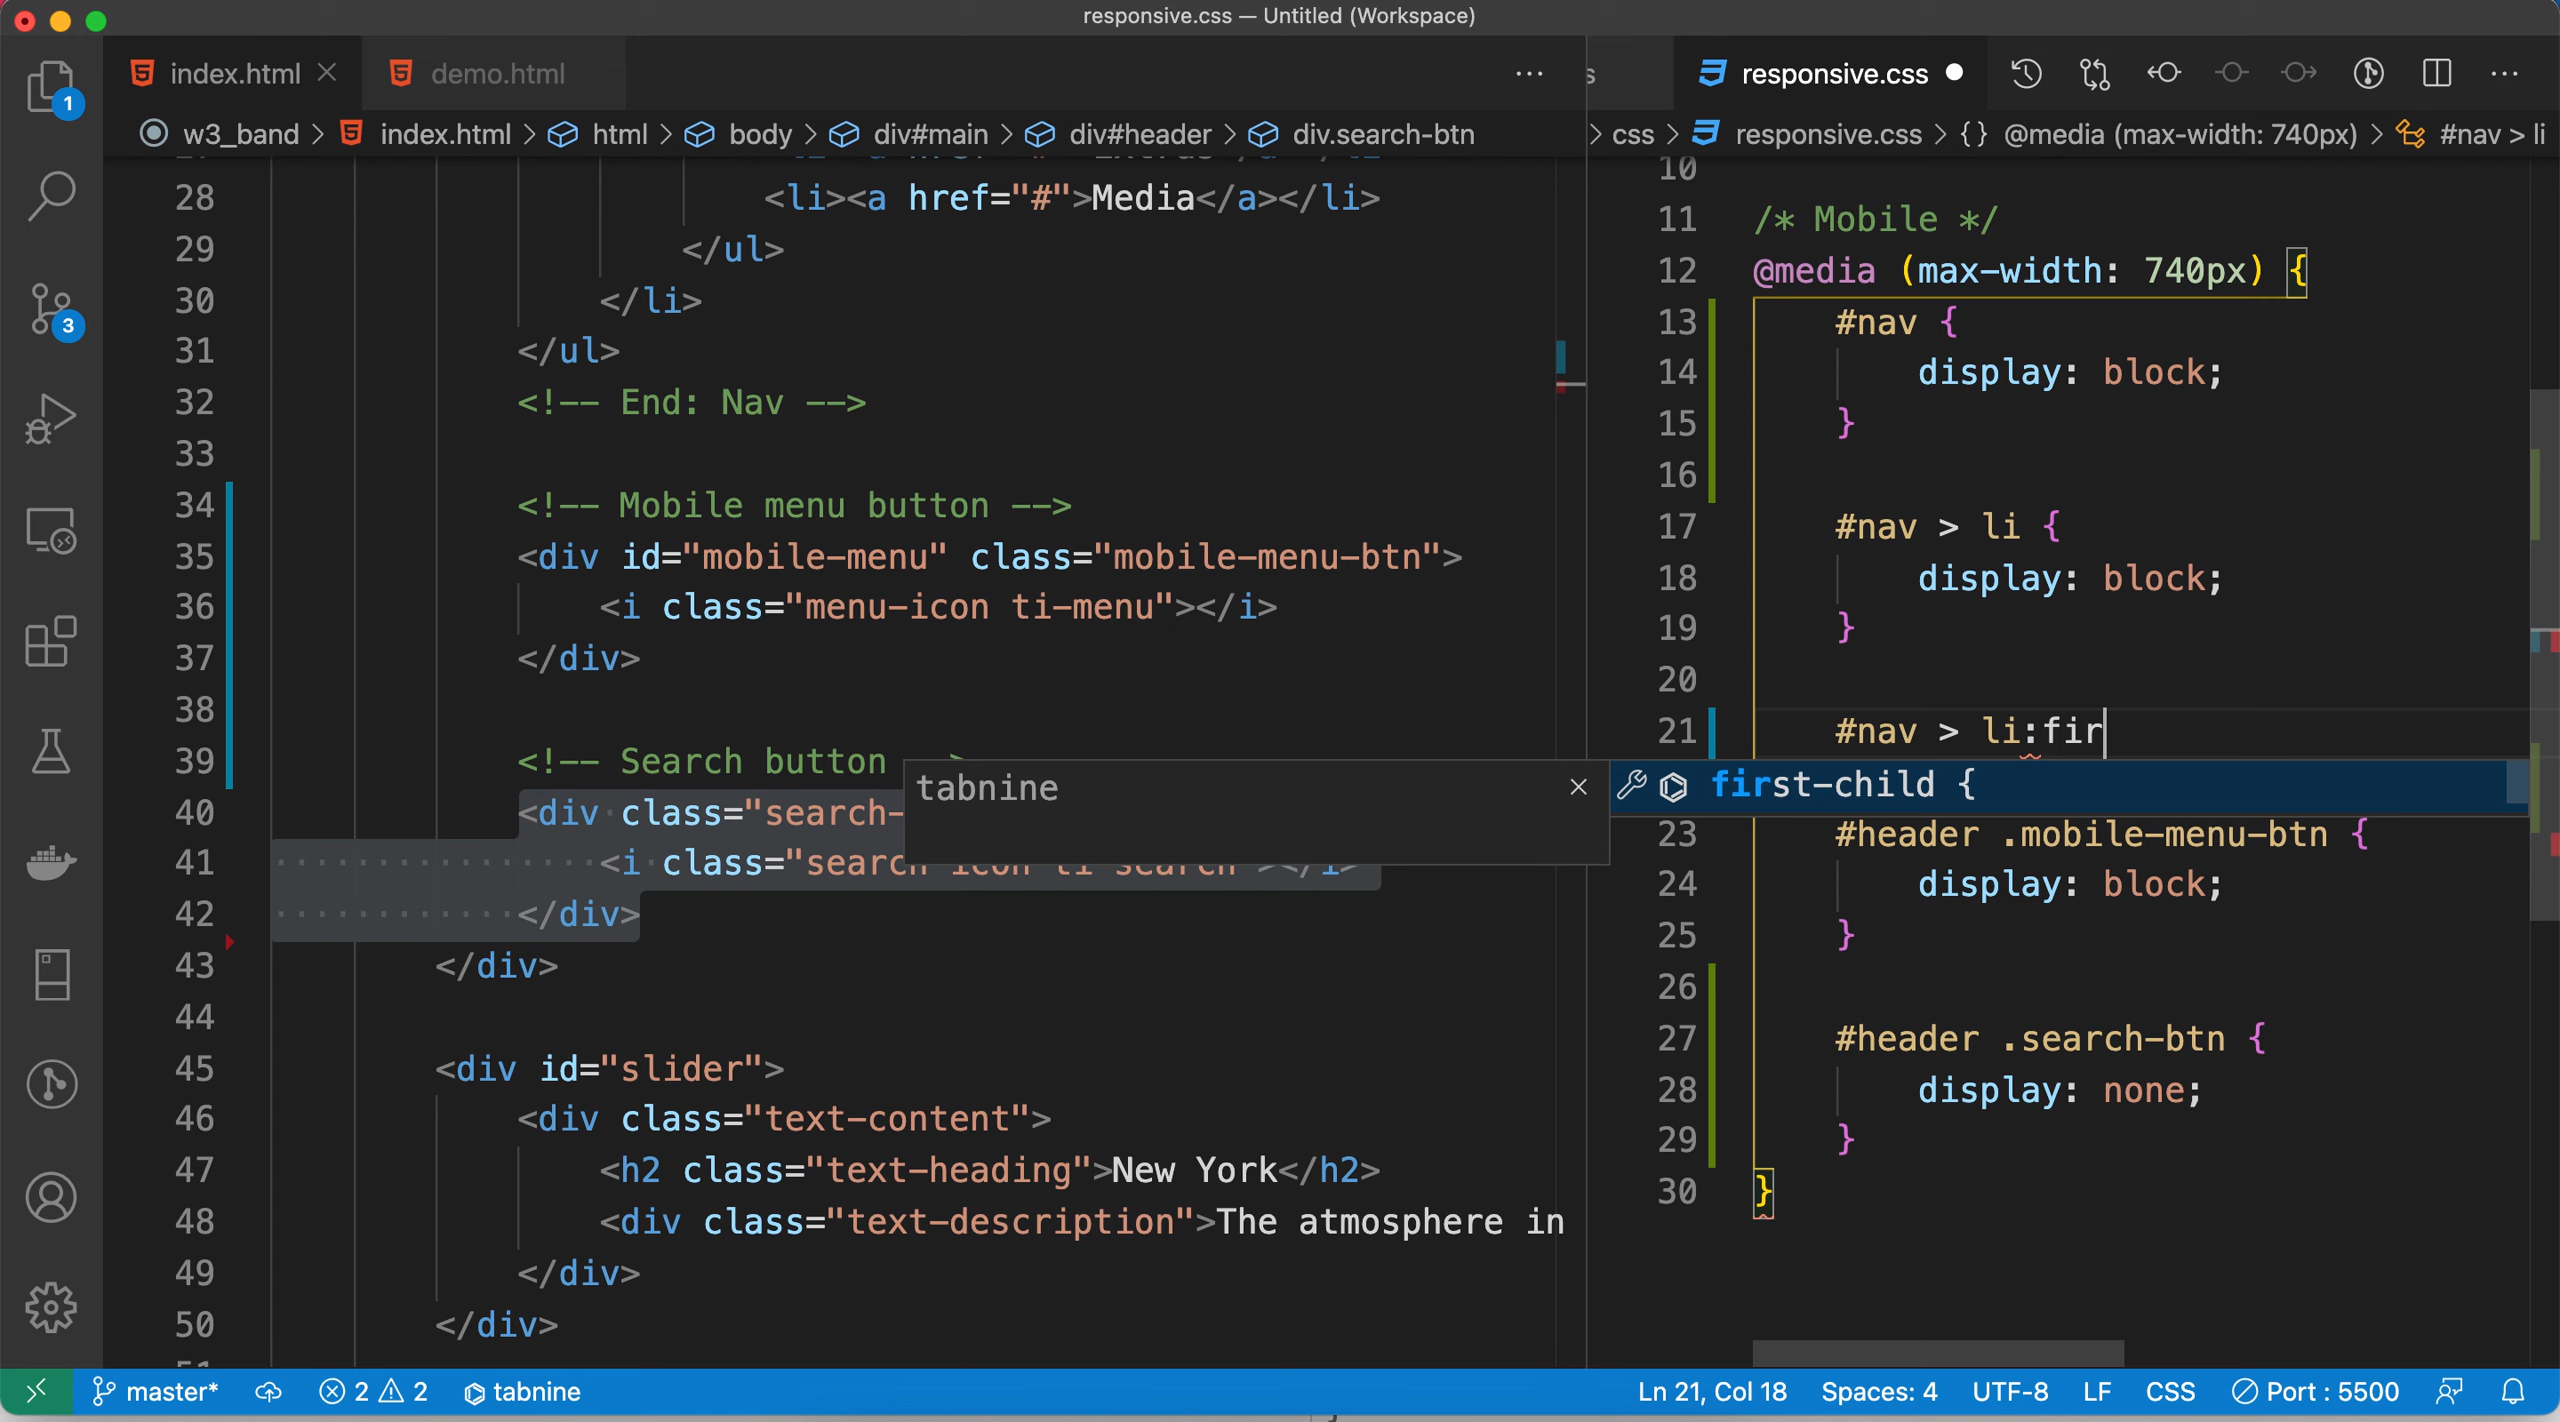 responsive.css — Untitled (Workspace)
index.html
demo.html
w3_band > index.html > html > body > div#main > div#header > div.search-btn
28 <li><a href="#">Media</a></li>
29 </ul>
30 </li>
31 </ul>
32 <!-- End: Nav -->
33
34 <!-- Mobile menu button -->
35 <div id="mobile-menu" class="mobile-menu-btn">
36 <i class="menu-icon ti-menu"></i>
37 </div>
38
39 <!-- Search button
40 <div class="search-
41 <i class="search-icon ti-search"></i>
42 </div>
43 </div>
44
45 <div id="slider">
46 <div class="text-content">
47 <h2 class="text-heading">New York</h2>
48 <div class="text-description">The atmosphere in
49 </div>
50 </div>
tabnine
responsive.css
> css > responsive.css > {} @media (max-width: 740px) > #nav > li
10
11 /* Mobile */
12 @media (max-width: 740px) {
13 #nav {
14 display: block;
15 }
16
17 #nav > li {
18 display: block;
19 }
20
21 #nav > li:fir
first-child {
23 #header .mobile-menu-btn {
24 display: block;
25 }
26
27 #header .search-btn {
28 display: none;
29 }
30 }
1
3
master* 2 2 tabnine
Ln 21, Col 18 Spaces: 4 UTF-8 LF CSS Port : 5500